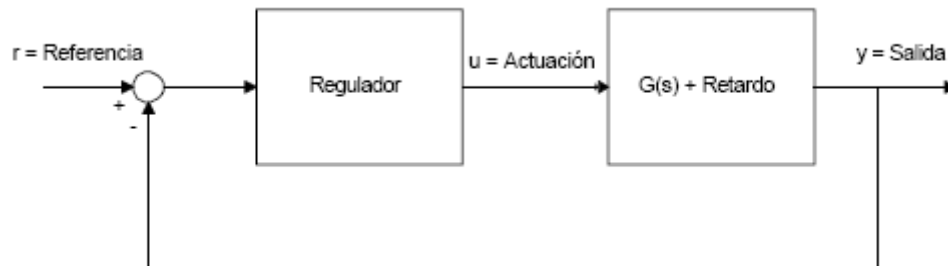 r = Referencia
+
-
Regulador
u = Actuación
G(s) + Retardo
y = Salida